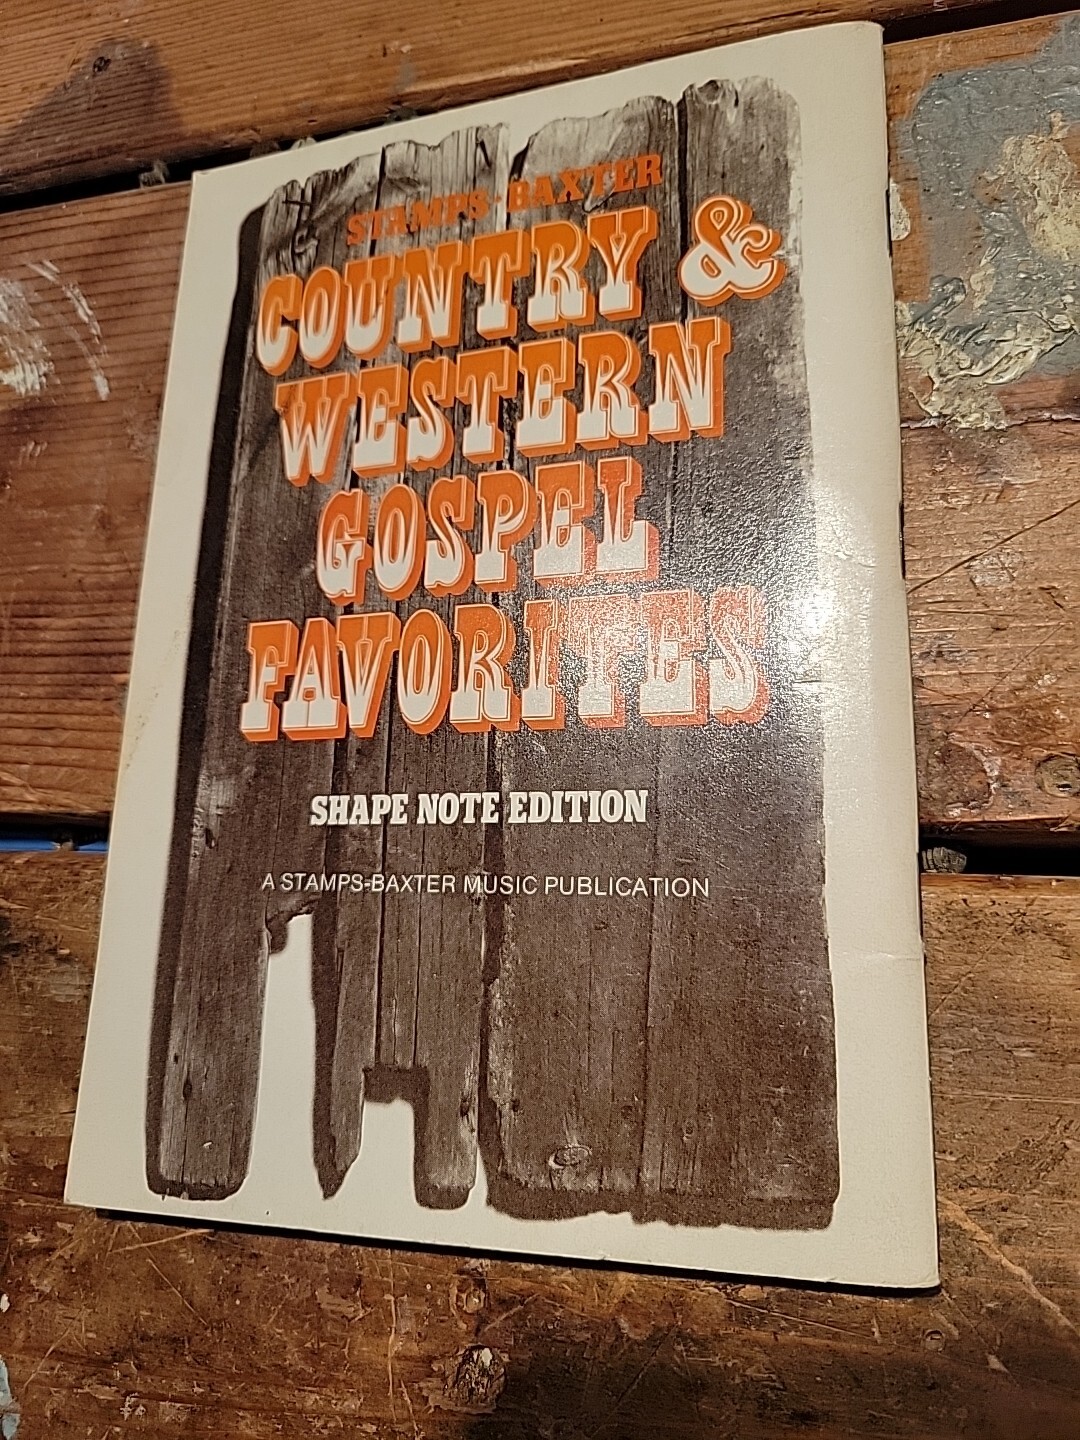 STAMPS-BAXTER
COUNTRY &
WESTERN
GOSPEL
FAVORITES
SHAPE NOTE EDITION
A STAMPS-BAXTER MUSIC PUBLICATION